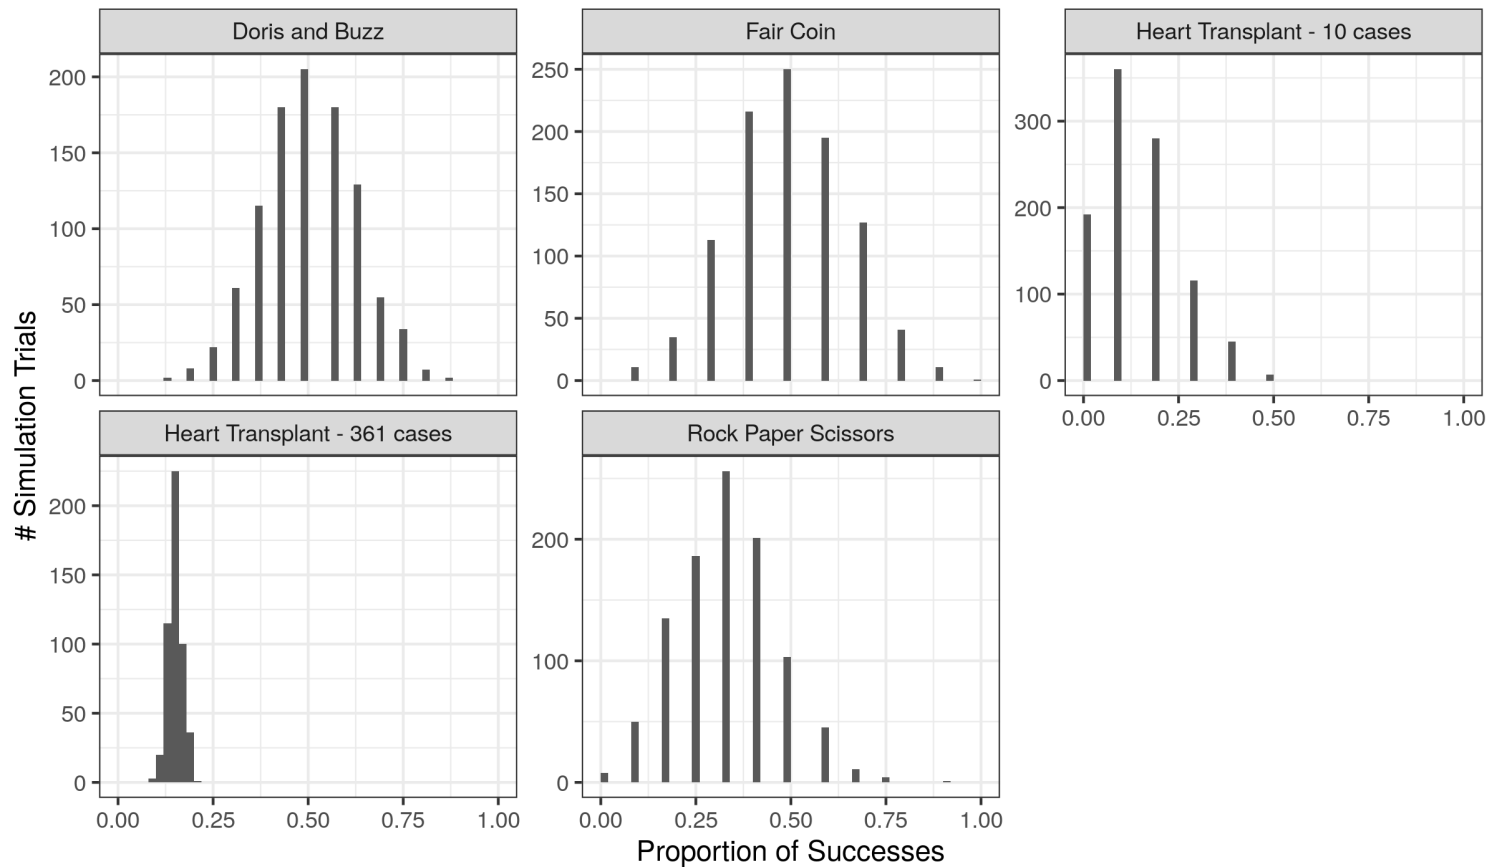 Doris and Buzz
Fair Coin
Heart Transplant - 10 cases
200
150
100
50
0
250
200
150
100
50
0
300
200
100
0
0.00 0.25 0.50 0.75 1.00
Heart Transplant - 361 cases
Rock Paper Scissors
200
150
100
50
0
200
100
0
0.00 0.25 0.50 0.75 1.00
0.00 0.25 0.50 0.75 1.00
# Simulation Trials
Proportion of Successes